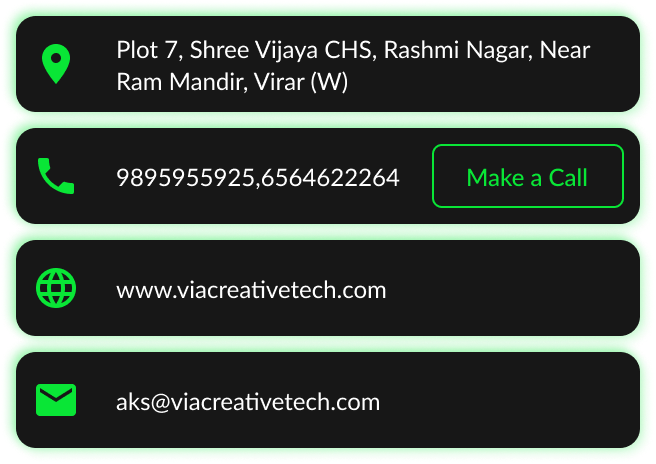 Plot 7, Shree Vijaya CHS, Rashmi Nagar, Near
Ram Mandir, Virar (W)
9895955925,6564622264
Make a Call
www.viacreativetech.com
aks@viacreativetech.com